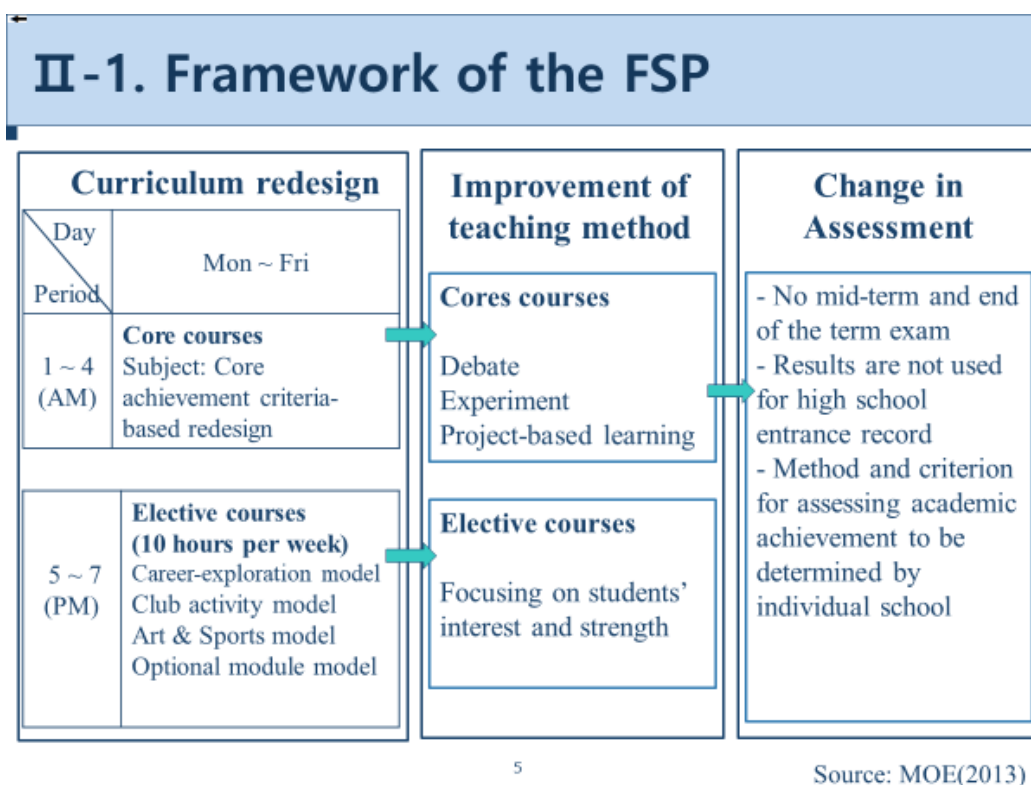 Ⅱ-1. Framework of the FSP
Curriculum redesign
Day
Period
Mon ~ Fri
1 ~ 4
(AM)
Core courses
Subject: Core
achievement criteria-
based redesign
5 ~ 7
(PM)
Elective courses
(10 hours per week)
Career-exploration model
Club activity model
Art & Sports model
Optional module model
Improvement of
teaching method
Cores courses
Debate
Experiment
Project-based learning
Elective courses
Focusing on students’
interest and strength
Change in
Assessment
- No mid-term and end
of the term exam
- Results are not used
for high school
entrance record
- Method and criterion
for assessing academic
achievement to be
determined by
individual school
5
Source: MOE(2013)